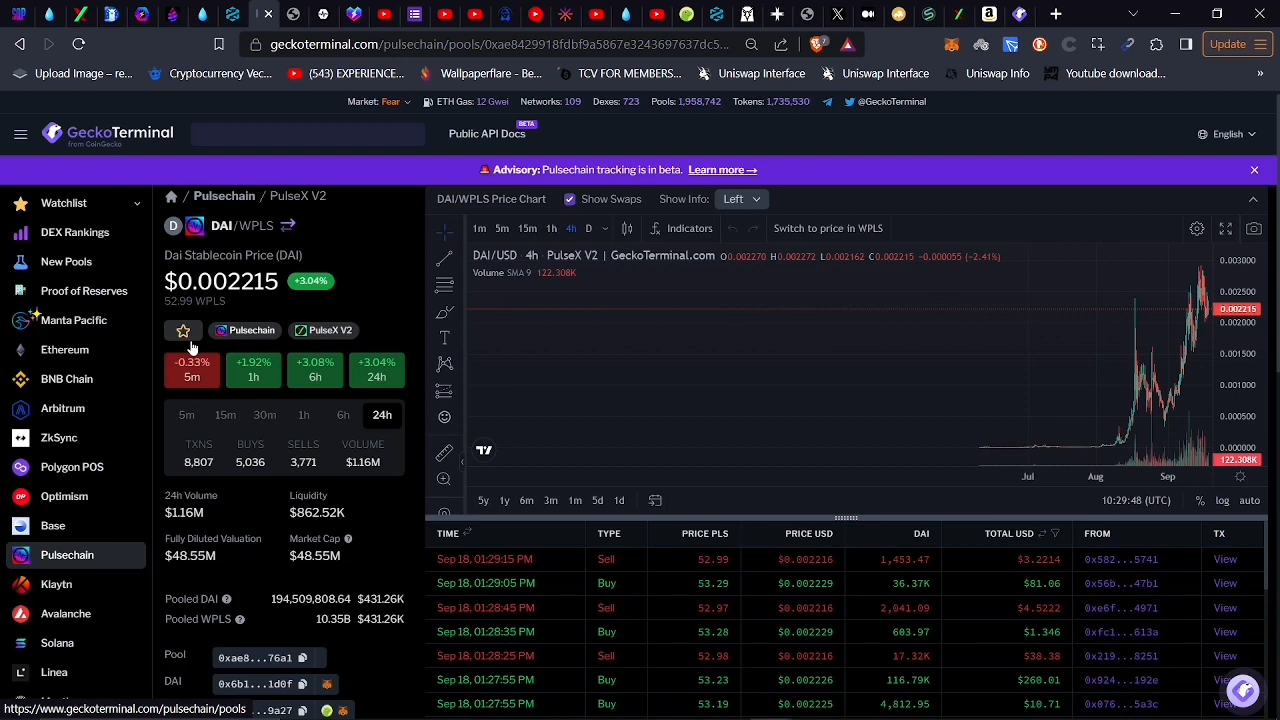 geckoterminal.com/pulsechain/pools/0xae8429918f1bf9a5867e3243697637dc5...
7
Update
Upload Image – re...
Cryptocurrency Vec...
(543) EXPERIENCE...
Wallpaperflare - Be...
TCV FOR MEMBERS...
Uniswap Interface
Uniswap Interface
Uniswap Info
Youtube download...
»
Market: Fear
ETH Gas: 12 Gwei
Networks: 109
Dexes: 723
Pools: 1,958,742
Tokens: 1,735,530
@GeckoTerminal
GeckoTerminal
from CoinGecko
Public API Docs
BETA
English
Advisory: Pulsechain tracking is in beta. Learn more →
Watchlist
DEX Rankings
New Pools
Proof of Reserves
Manta Pacific
Ethereum
BNB Chain
Arbitrum
ZkSync
Polygon POS
Optimism
Base
Pulsechain
Klaytn
Avalanche
Solana
Linea
https://www.geckoterminal.com/pulsechain/pools
/ Pulsechain / PulseX V2
D DAI/WPLS
Dai Stablecoin Price (DAI)
$0.002215 +3.04%
52.99 WPLS
Pulsechain PulseX V2
-0.33% +1.92% +3.08% +3.04%
5m 1h 6h 24h
5m 15m 30m 1h 6h 24h
TXNS BUYS SELLS VOLUME
8,807 5,036 3,771 $1.16M
24h Volume Liquidity
$1.16M $862.52K
Fully Diluted Valuation Market Cap
$48.55M $48.55M
Pooled DAI 194,509,808.64 $431.26K
Pooled WPLS 10.35B $431.26K
Pool 0xae8...76a1
DAI 0x6b1...1d0f
...9a27
DAI/WPLS Price Chart Show Swaps Show Info: Left
1m 5m 15m 1h 4h D Indicators Switch to price in WPLS
DAI/USD · 4h · PulseX V2 | GeckoTerminal.com O0.002270 H0.002272 L0.002162 C0.002215 −0.000055 (−2.41%)
Volume SMA 9 122.308K
0.003000
0.002215
0.002000
0.001500
0.001000
0.000500
0.000000
122.308K
Jul Aug Sep
5y 1y 6m 3m 1m 5d 1d 10:29:48 (UTC) % log auto
TIME TYPE PRICE PLS PRICE USD DAI TOTAL USD FROM TX
Sep 18, 01:29:15 PM Sell 52.99 $0.002216 1,453.47 $3.2214 0x582...5741 View
Sep 18, 01:29:05 PM Buy 53.29 $0.002229 36.37K $81.06 0x56b...47b1 View
Sep 18, 01:28:45 PM Sell 52.97 $0.002216 2,041.09 $4.5222 0xe6f...4971 View
Sep 18, 01:28:35 PM Buy 53.28 $0.002229 603.97 $1.346 0xfc1...613a View
Sep 18, 01:28:25 PM Sell 52.98 $0.002216 17.32K $38.38 0x219...8251 View
Sep 18, 01:27:55 PM Buy 53.23 $0.002226 116.79K $260.01 0x924...192e View
Sep 18, 01:27:55 PM Buy 53.19 $0.002225 4,812.95 $10.71 0x076...5a3c View